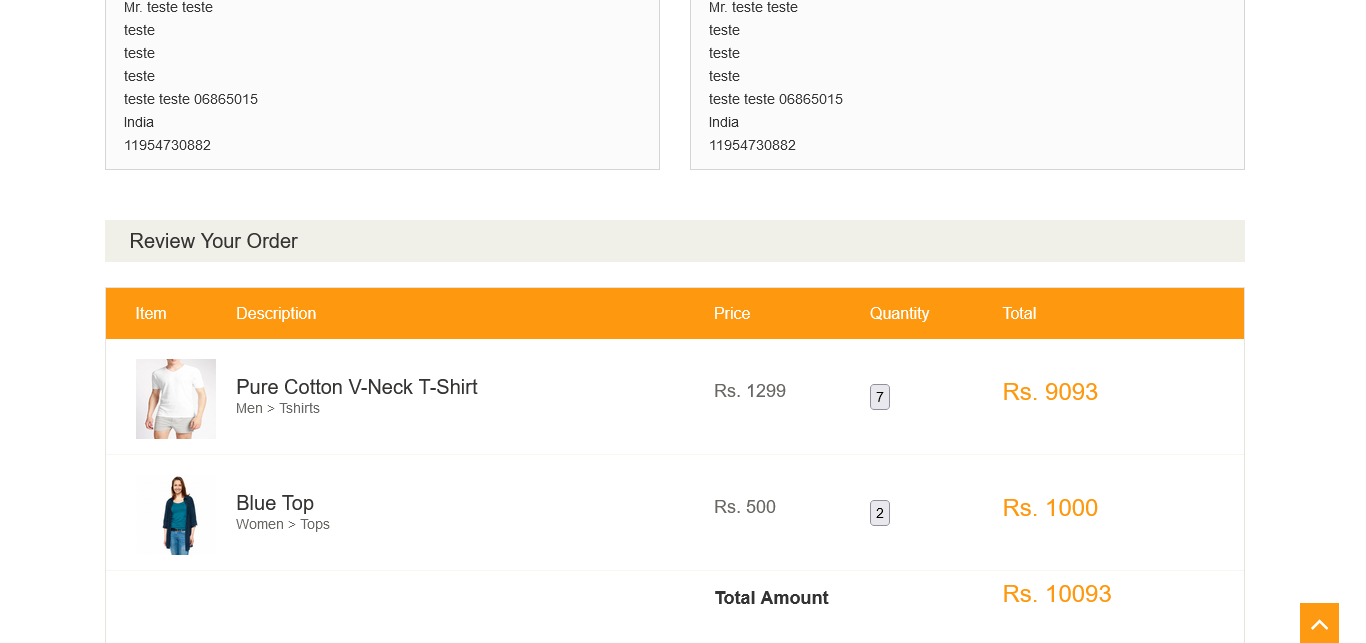 Mr. teste teste
teste
teste
teste
teste teste 06865015
India
11954730882
Mr. teste teste
teste
teste
teste
teste teste 06865015
India
11954730882
Review Your Order
Item Description Price Quantity Total
Pure Cotton V-Neck T-Shirt
Men > Tshirts
Rs. 1299 7 Rs. 9093
Blue Top
Women > Tops
Rs. 500 2 Rs. 1000
Total Amount Rs. 10093